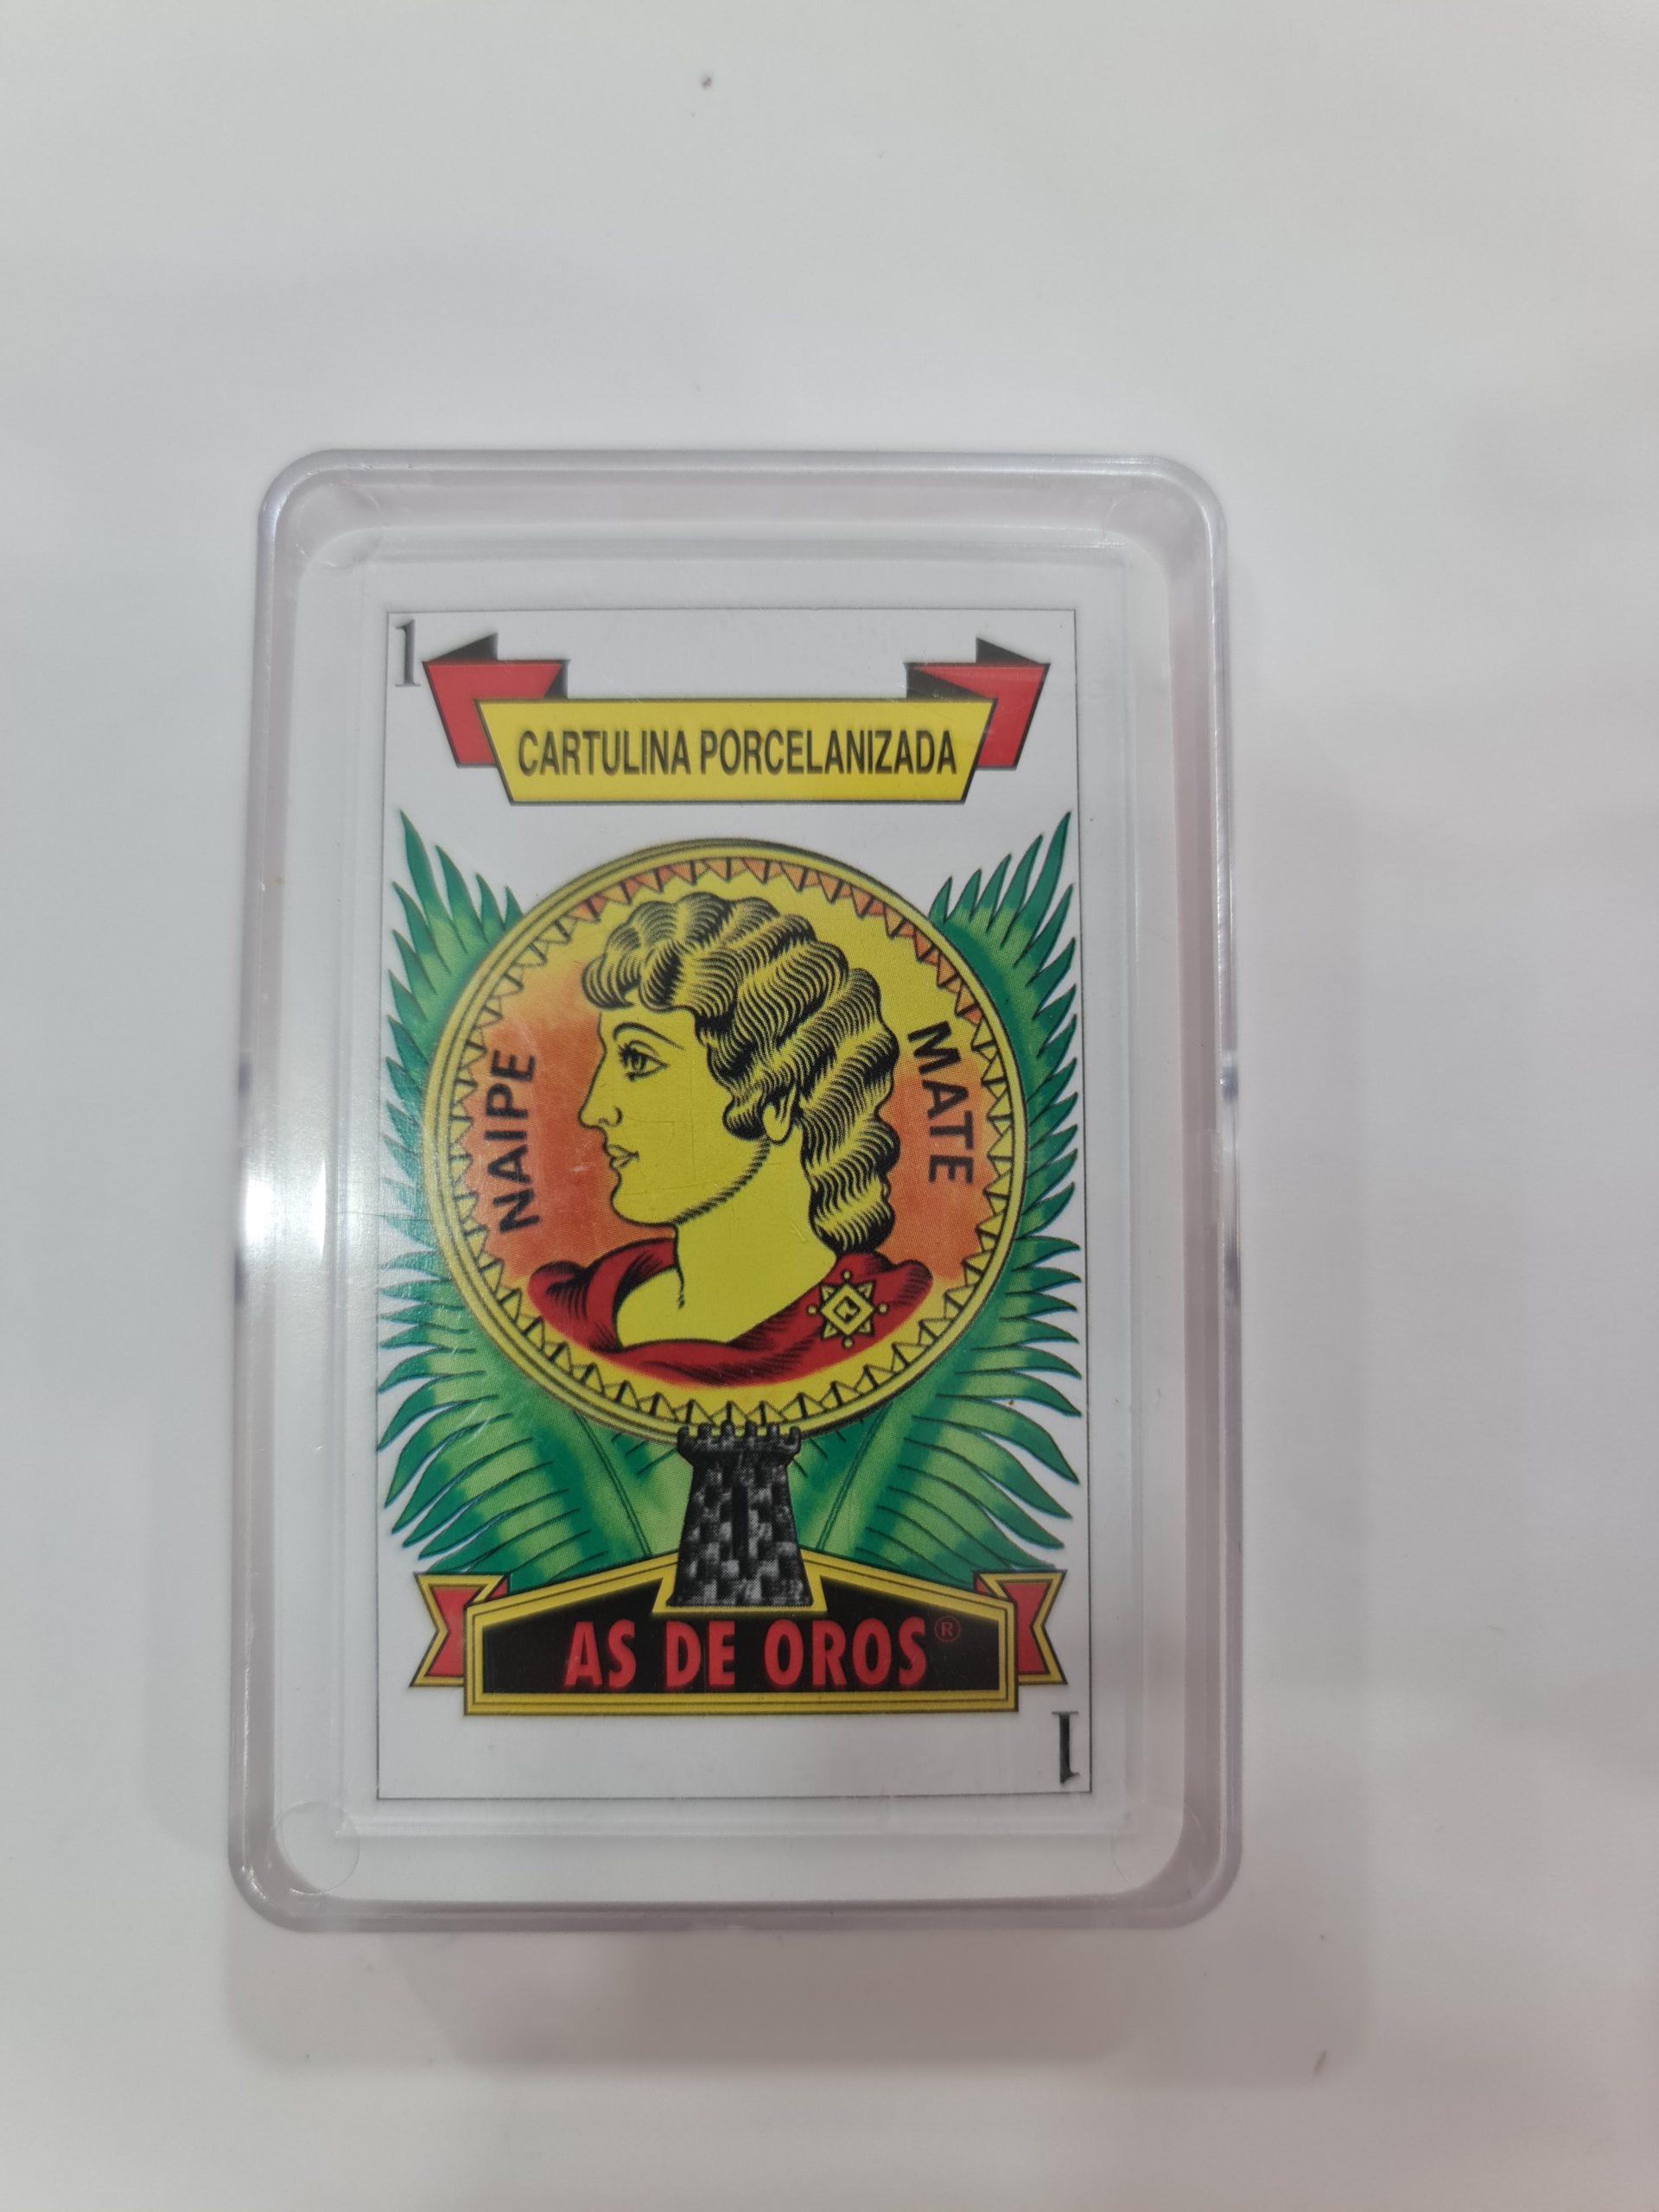 1
CARTULINA PORCELANIZADA
NAIPE
MATE
AS DE OROS®
1